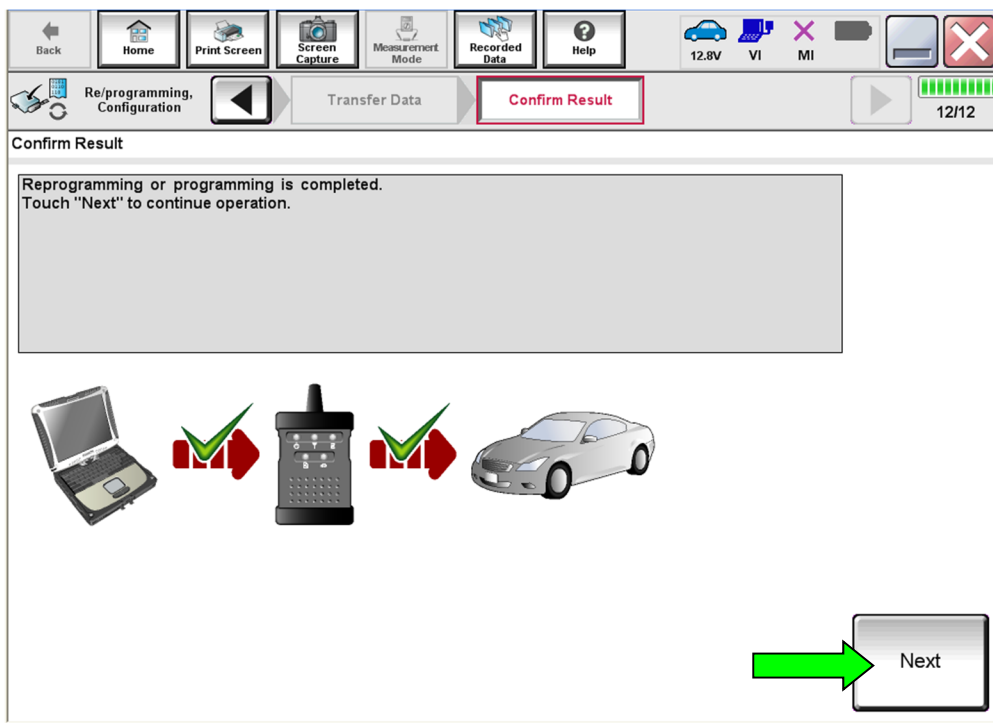 Back
Home
Print Screen
Screen
Capture
Measurement
Mode
Recorded
Data
Help
12.8V
VI
MI
Re/programming,
Configuration
Transfer Data
Confirm Result
12/12
Confirm Result
Reprogramming or programming is completed.
Touch "Next" to continue operation.
Next